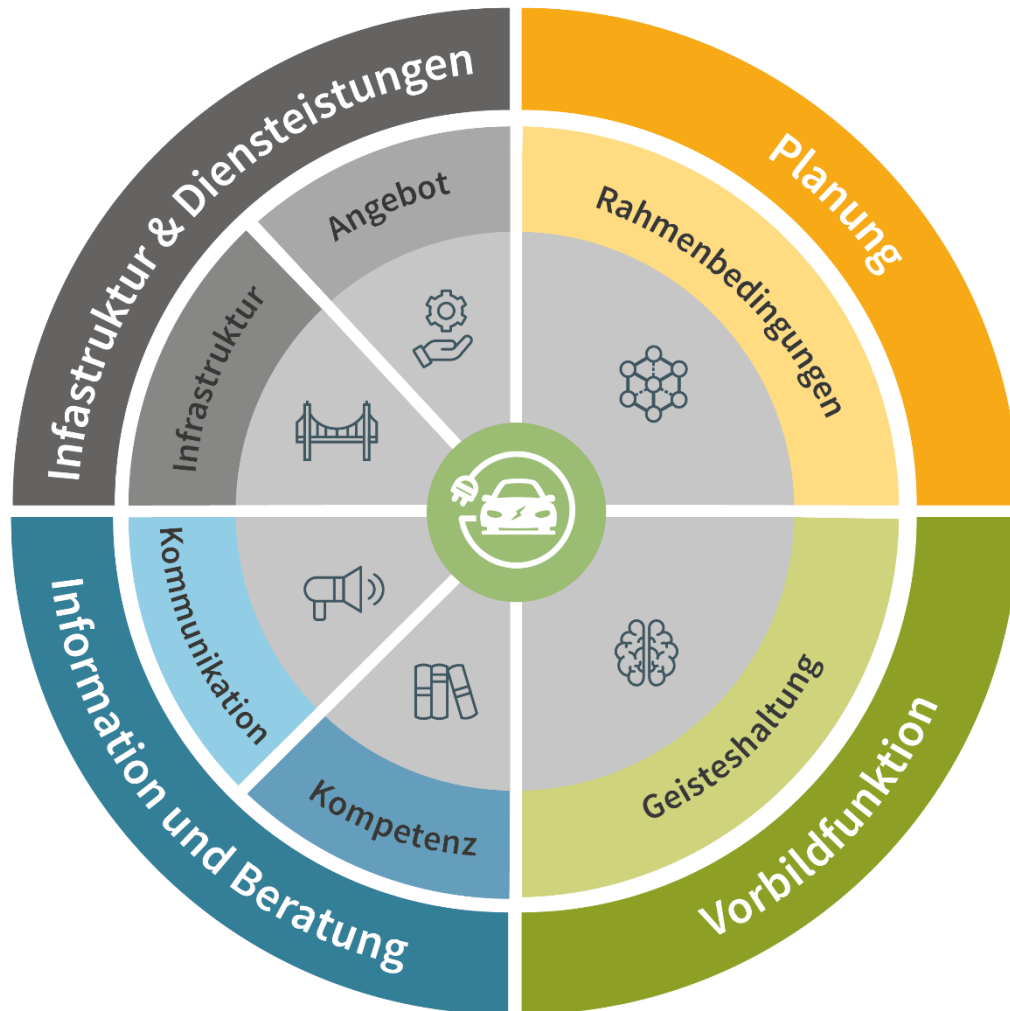 Infastruktur & Diensteistungen
Planung
Angebot
Rahmenbedingungen
Infrastruktur
Kommunikation
Kompetenz
Geisteshaltung
Information und Beratung
Vorbildfunktion